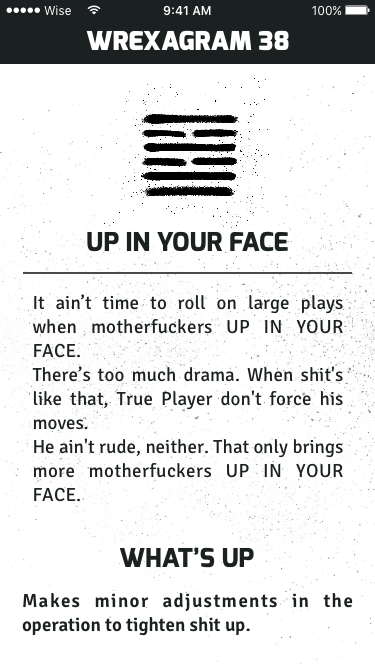 Wise 9:41 AM 100%
WREXAGRAM 38
UP IN YOUR FACE
It ain’t time to roll on large plays
when motherfuckers UP IN YOUR
FACE.
There’s too much drama. When shit's
like that, True Player don't force his
moves.
He ain't rude, neither. That only brings
more motherfuckers UP IN YOUR
FACE.
WHAT’S UP
Makes minor adjustments in the
operation to tighten shit up.